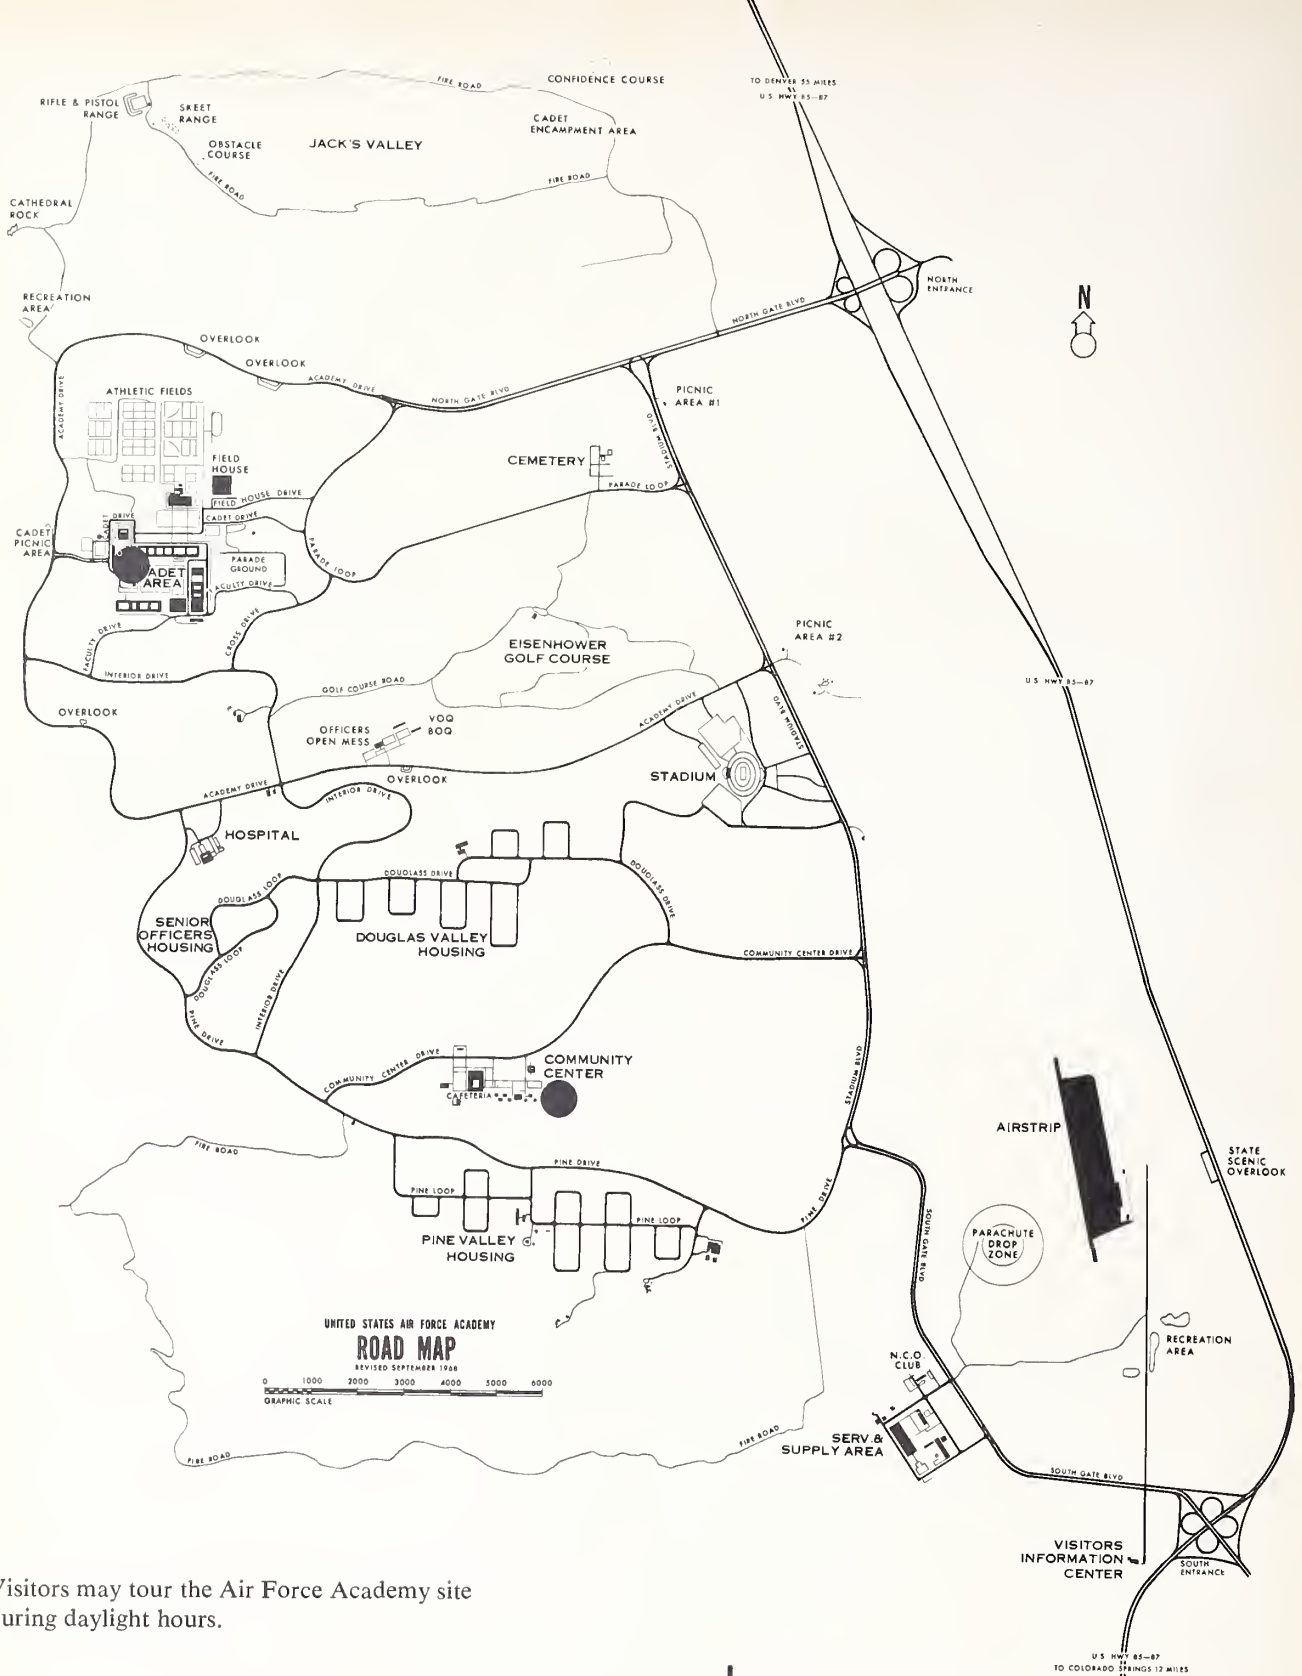 TO DENVER 55 MILES
U S HWY 85—87
FIRE ROAD
CONFIDENCE COURSE
RIFLE & PISTOL
RANGE
SKEET
RANGE
CADET
ENCAMPMENT AREA
OBSTACLE
COURSE
JACK'S VALLEY
FIRE ROAD
FIRE ROAD
CATHEDRAL
ROCK
NORTH
ENTRANCE
N
RECREATION
AREA
NORTH GATE BLVD
OVERLOOK
OVERLOOK
ACADEMY DRIVE
NORTH GATE BLVD
ACADEMY DRIVE
ATHLETIC FIELDS
PICNIC
AREA #1
STADIUM BLVD
FIELD
HOUSE
CEMETERY
PARADE LOOP
FIELD HOUSE DRIVE
CADET DRIVE
CADET
DRIVE
CADET
PICNIC
AREA
PARADE
GROUND
PARADE LOOP
ADET
AREA
FACULTY DRIVE
FACULTY DRIVE
CROSS DRIVE
INTERIOR DRIVE
PICNIC
AREA #2
EISENHOWER
GOLF COURSE
GOLF COURSE ROAD
U S HWY 85—87
OVERLOOK
OFFICERS
OPEN MESS
VOQ
BOQ
ACADEMY DRIVE
STADIUM BLVD
OVERLOOK
STADIUM
ACADEMY DRIVE
INTERIOR DRIVE
HOSPITAL
DOUGLASS DRIVE
DOUGLASS LOOP
DOUGLASS DRIVE
SENIOR
OFFICERS
HOUSING
DOUGLAS VALLEY
HOUSING
DOUGLASS LOOP
COMMUNITY CENTER DRIVE
INTERIOR DRIVE
PINE DRIVE
COMMUNITY CENTER DRIVE
COMMUNITY
CENTER
CAFETERIA
STADIUM BLVD
AIRSTRIP
STATE
SCENIC
OVERLOOK
FIRE ROAD
PINE DRIVE
PINE LOOP
PINE LOOP
PINE DRIVE
PINE VALLEY
HOUSING
SOUTH GATE BLVD
PARACHUTE
DROP
ZONE
UNITED STATES AIR FORCE ACADEMY
ROAD MAP
REVISED SEPTEMBER 1968
0 1000 2000 3000 4000 5000 6000
GRAPHIC SCALE
RECREATION
AREA
N.C.O.
CLUB
SERV. &
SUPPLY AREA
FIRE ROAD
FIRE ROAD
SOUTH GATE BLVD
VISITORS
INFORMATION
CENTER
SOUTH
ENTRANCE
Visitors may tour the Air Force Academy site
uring daylight hours.
U S HWY 85—87
TO COLORADO SPRINGS 12 MILES